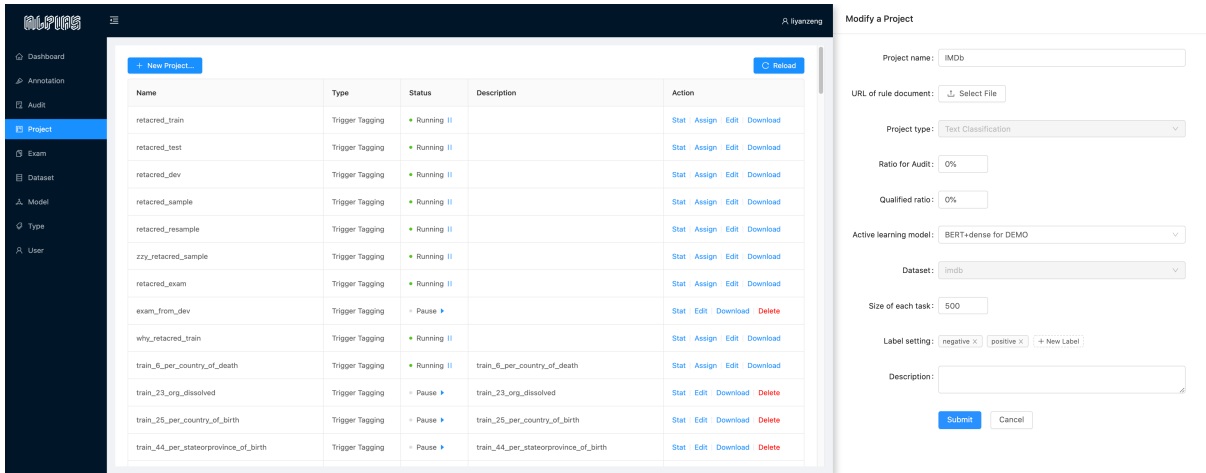 ALPINS
liyanzeng
Dashboard
Annotation
Audit
Project
Exam
Dataset
Model
Type
User
+ New Project...
Reload
Name Type Status Description Action
retacred_train Trigger Tagging Running Stat Assign Edit Download
retacred_test Trigger Tagging Running Stat Assign Edit Download
retacred_dev Trigger Tagging Running Stat Assign Edit Download
retacred_sample Trigger Tagging Running Stat Assign Edit Download
retacred_resample Trigger Tagging Running Stat Assign Edit Download
zzy_retacred_sample Trigger Tagging Running Stat Assign Edit Download
retacred_exam Trigger Tagging Running Stat Assign Edit Download
exam_from_dev Trigger Tagging Pause Stat Edit Download Delete
why_retacred_train Trigger Tagging Running Stat Assign Edit Download
train_6_per_country_of_death Trigger Tagging Running train_6_per_country_of_death Stat Assign Edit Download
train_23_org_dissolved Trigger Tagging Pause train_23_org_dissolved Stat Edit Download Delete
train_25_per_country_of_birth Trigger Tagging Pause train_25_per_country_of_birth Stat Edit Download Delete
train_44_per_stateorprovince_of_birth Trigger Tagging Pause train_44_per_stateorprovince_of_birth Stat Edit Download Delete
Modify a Project
Project name: IMDb
URL of rule document: Select File
Project type: Text Classification
Ratio for Audit: 0%
Qualified ratio: 0%
Active learning model: BERT+dense for DEMO
Dataset: imdb
Size of each task: 500
Label setting: negative × positive × + New Label
Description:
Submit Cancel